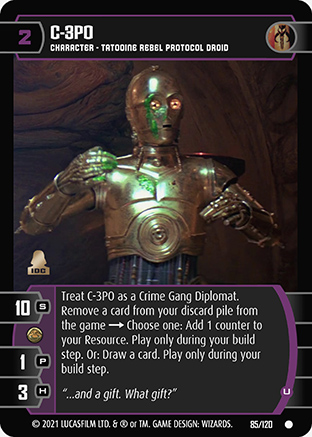 2
C-3PO
CHARACTER - TATOOINE REBEL PROTOCOL DROID
IDC
10 S
1 P
3 H
Treat C-3PO as a Crime Gang Diplomat.
Remove a card from your discard pile from
the game → Choose one: Add 1 counter to
your Resource. Play only during your build
step. Or: Draw a card. Play only during your
build step.
“...and a gift. What gift?”
U
© 2021 LUCASFILM LTD. & ® or TM. GAME DESIGN: WIZARDS.
85/120